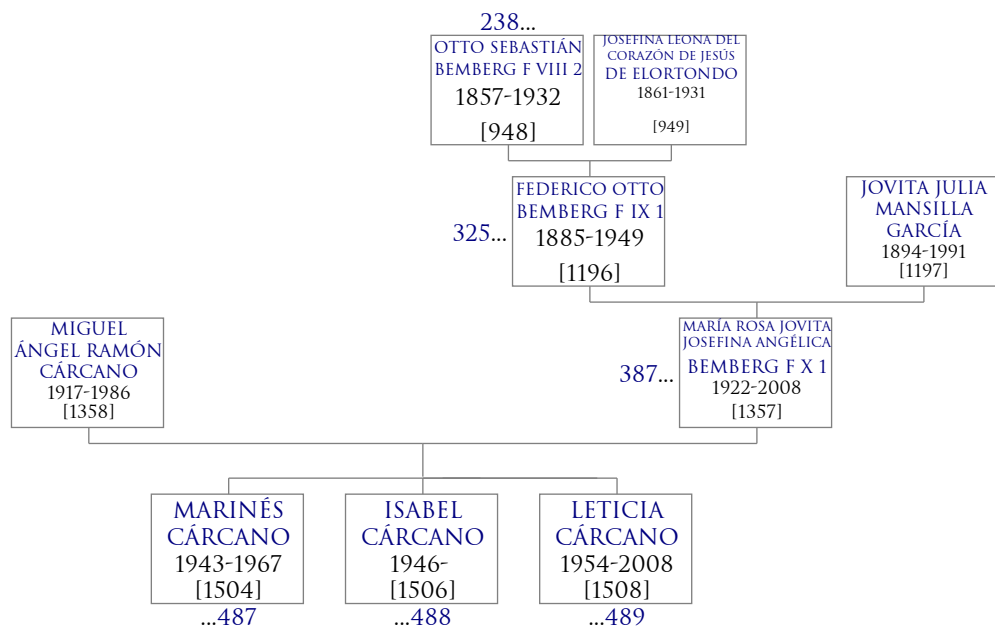 238...
OTTO SEBASTIÁN
BEMBERG F VIII 2
1857-1932
[948]
JOSEFINA LEONA DEL
CORAZÓN DE JESÚS
DE ELORTONDO
1861-1931
[949]
325...
FEDERICO OTTO
BEMBERG F IX 1
1885-1949
[1196]
JOVITA JULIA
MANSILLA
GARCÍA
1894-1991
[1197]
MIGUEL
ÁNGEL RAMÓN
CÁRCANO
1917-1986
[1358]
387...
MARÍA ROSA JOVITA
JOSEFINA ANGÉLICA
BEMBERG F X 1
1922-2008
[1357]
MARINÉS
CÁRCANO
1943-1967
[1504]
...487
ISABEL
CÁRCANO
1946-
[1506]
...488
LETICIA
CÁRCANO
1954-2008
[1508]
...489